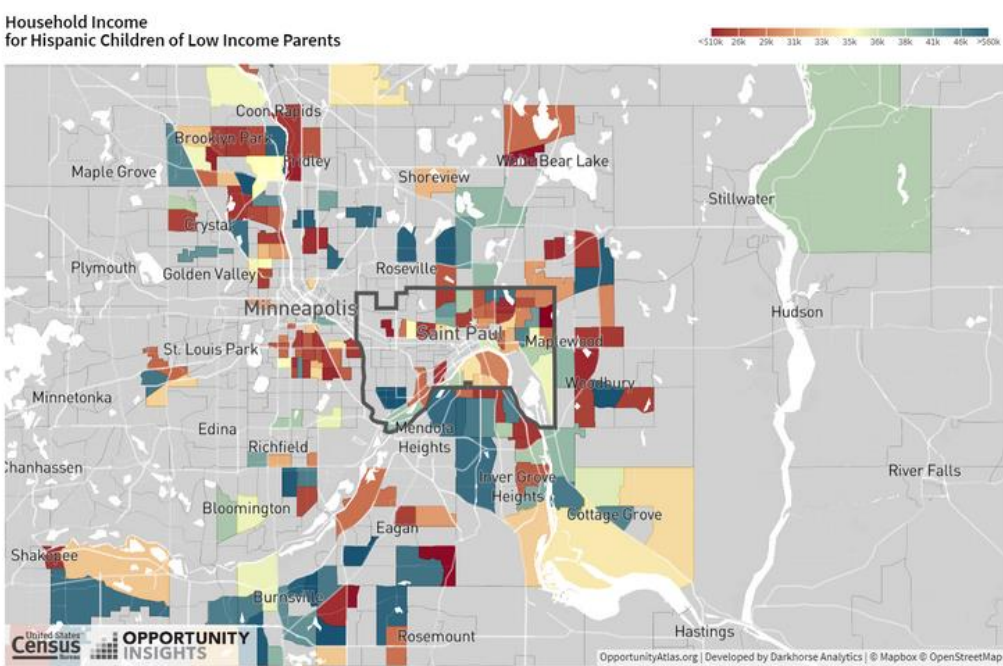 Household Income
for Hispanic Children of Low Income Parents
<$10k 26k 29k 31k 33k 35k 36k 38k 41k 46k >$60k
Coon Rapids
Brooklyn Park
Fridley
White Bear Lake
Maple Grove
Shoreview
Stillwater
Crystal
Plymouth
Golden Valley
Roseville
Minneapolis
Hudson
Saint Paul
Maplewood
St. Louis Park
Woodbury
Minnetonka
Edina
Mendota
Heights
Richfield
Chanhassen
River Falls
Inver Grove
Heights
Bloomington
Cottage Grove
Eagan
Shakopee
Burnsville
Rosemount
Hastings
United States
Census
Bureau
OPPORTUNITY
INSIGHTS
OpportunityAtlas.org | Developed by Darkhorse Analytics | © Mapbox © OpenStreetMap